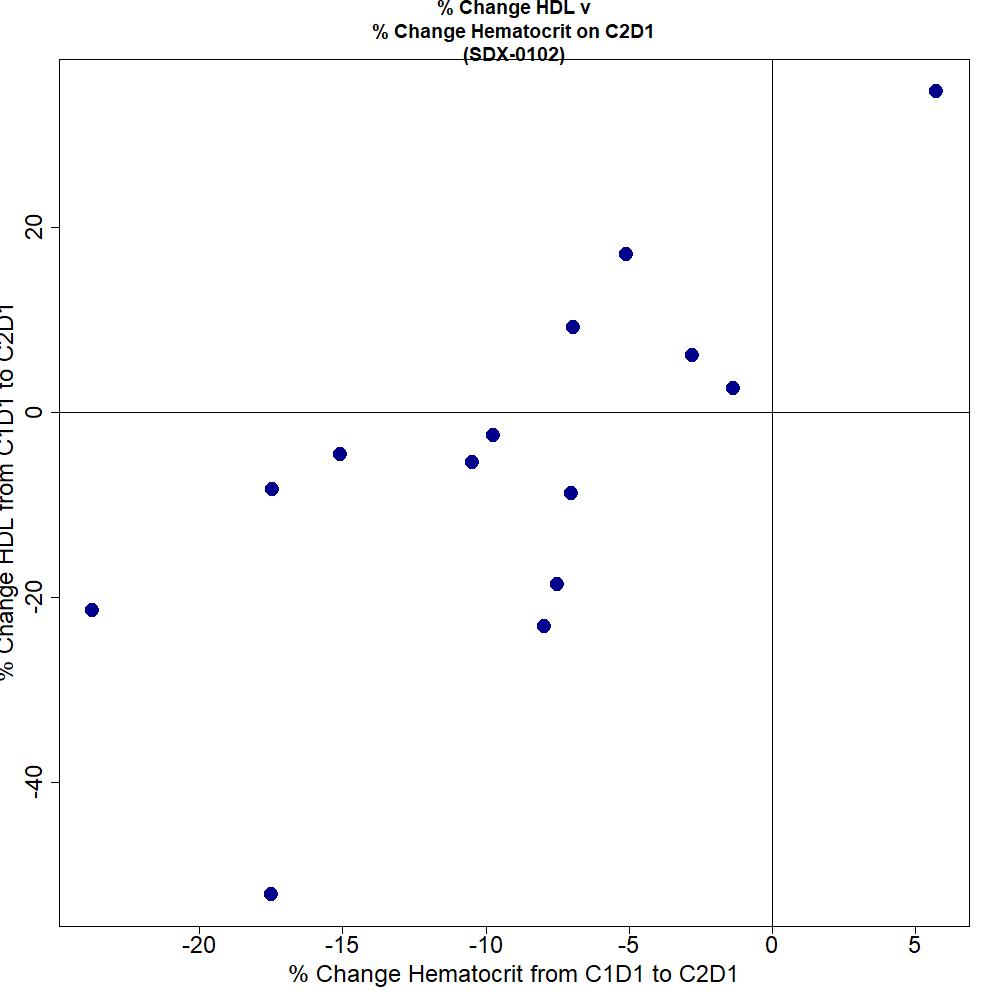 % Change HDL v
% Change Hematocrit on C2D1
(SDX-0102)
% Change HDL from C1D1 to C2D1
20
0
-20
-40
-20
-15
-10
-5
0
5
% Change Hematocrit from C1D1 to C2D1